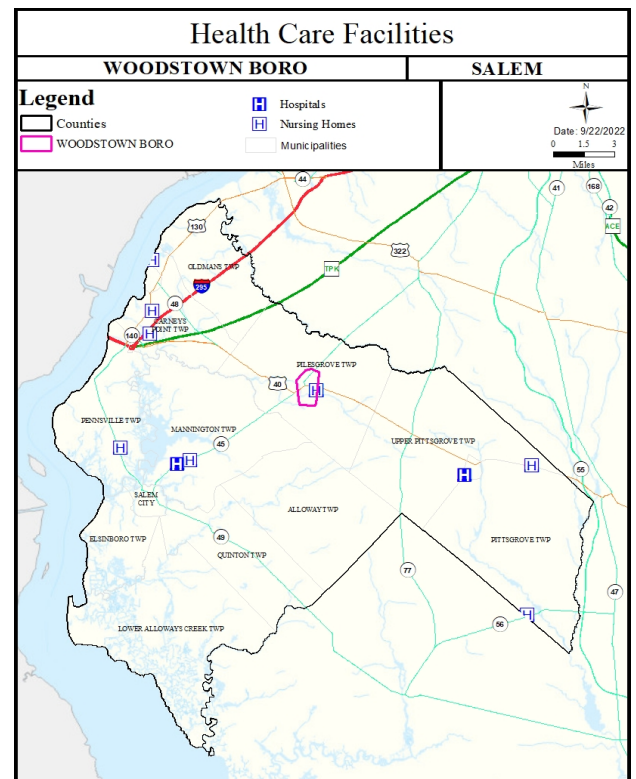 Health Care Facilities
WOODSTOWN BORO
SALEM
Legend
Counties
WOODSTOWN BORO
H Hospitals
H Nursing Homes
Municipalities
N
Date: 9/22/2022
0 1.5 3
Miles
44
41
168
42
ACE
130
322
OLDMANS TWP
TPK
295
48
H
H
CARNEYS
POINT TWP
H
140
PILESGROVE TWP
40
H
PENNSVILLE TWP
MANNINGTON TWP
45
UPPER PITTSGROVE TWP
H
H
H
H
H
55
SALEM
CITY
ALLOWAY TWP
49
ELSINBORO TWP
QUINTON TWP
PITTSGROVE TWP
77
47
H
56
LOWER ALLOWAYS CREEK TWP